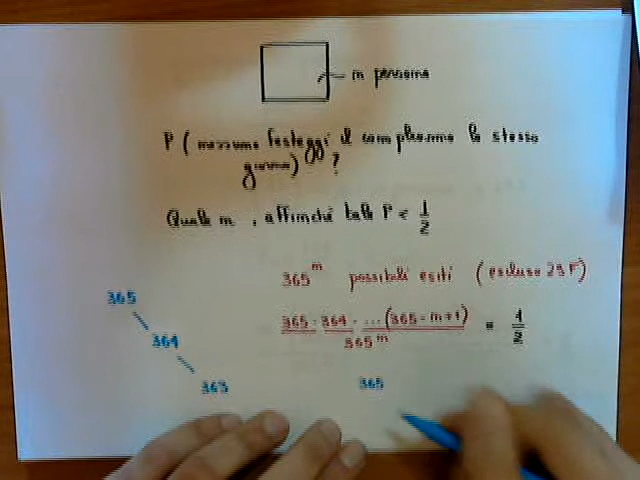 n persone
P ( nessuno festeggi il compleanno lo stesso
giorno) ?
Quale n , affinché tale P < 1/2
365^n possibili esiti (escluso 29 F)
365 · 364 · ... (365 - n + 1) / 365^n = 1/2
365
364
363
365